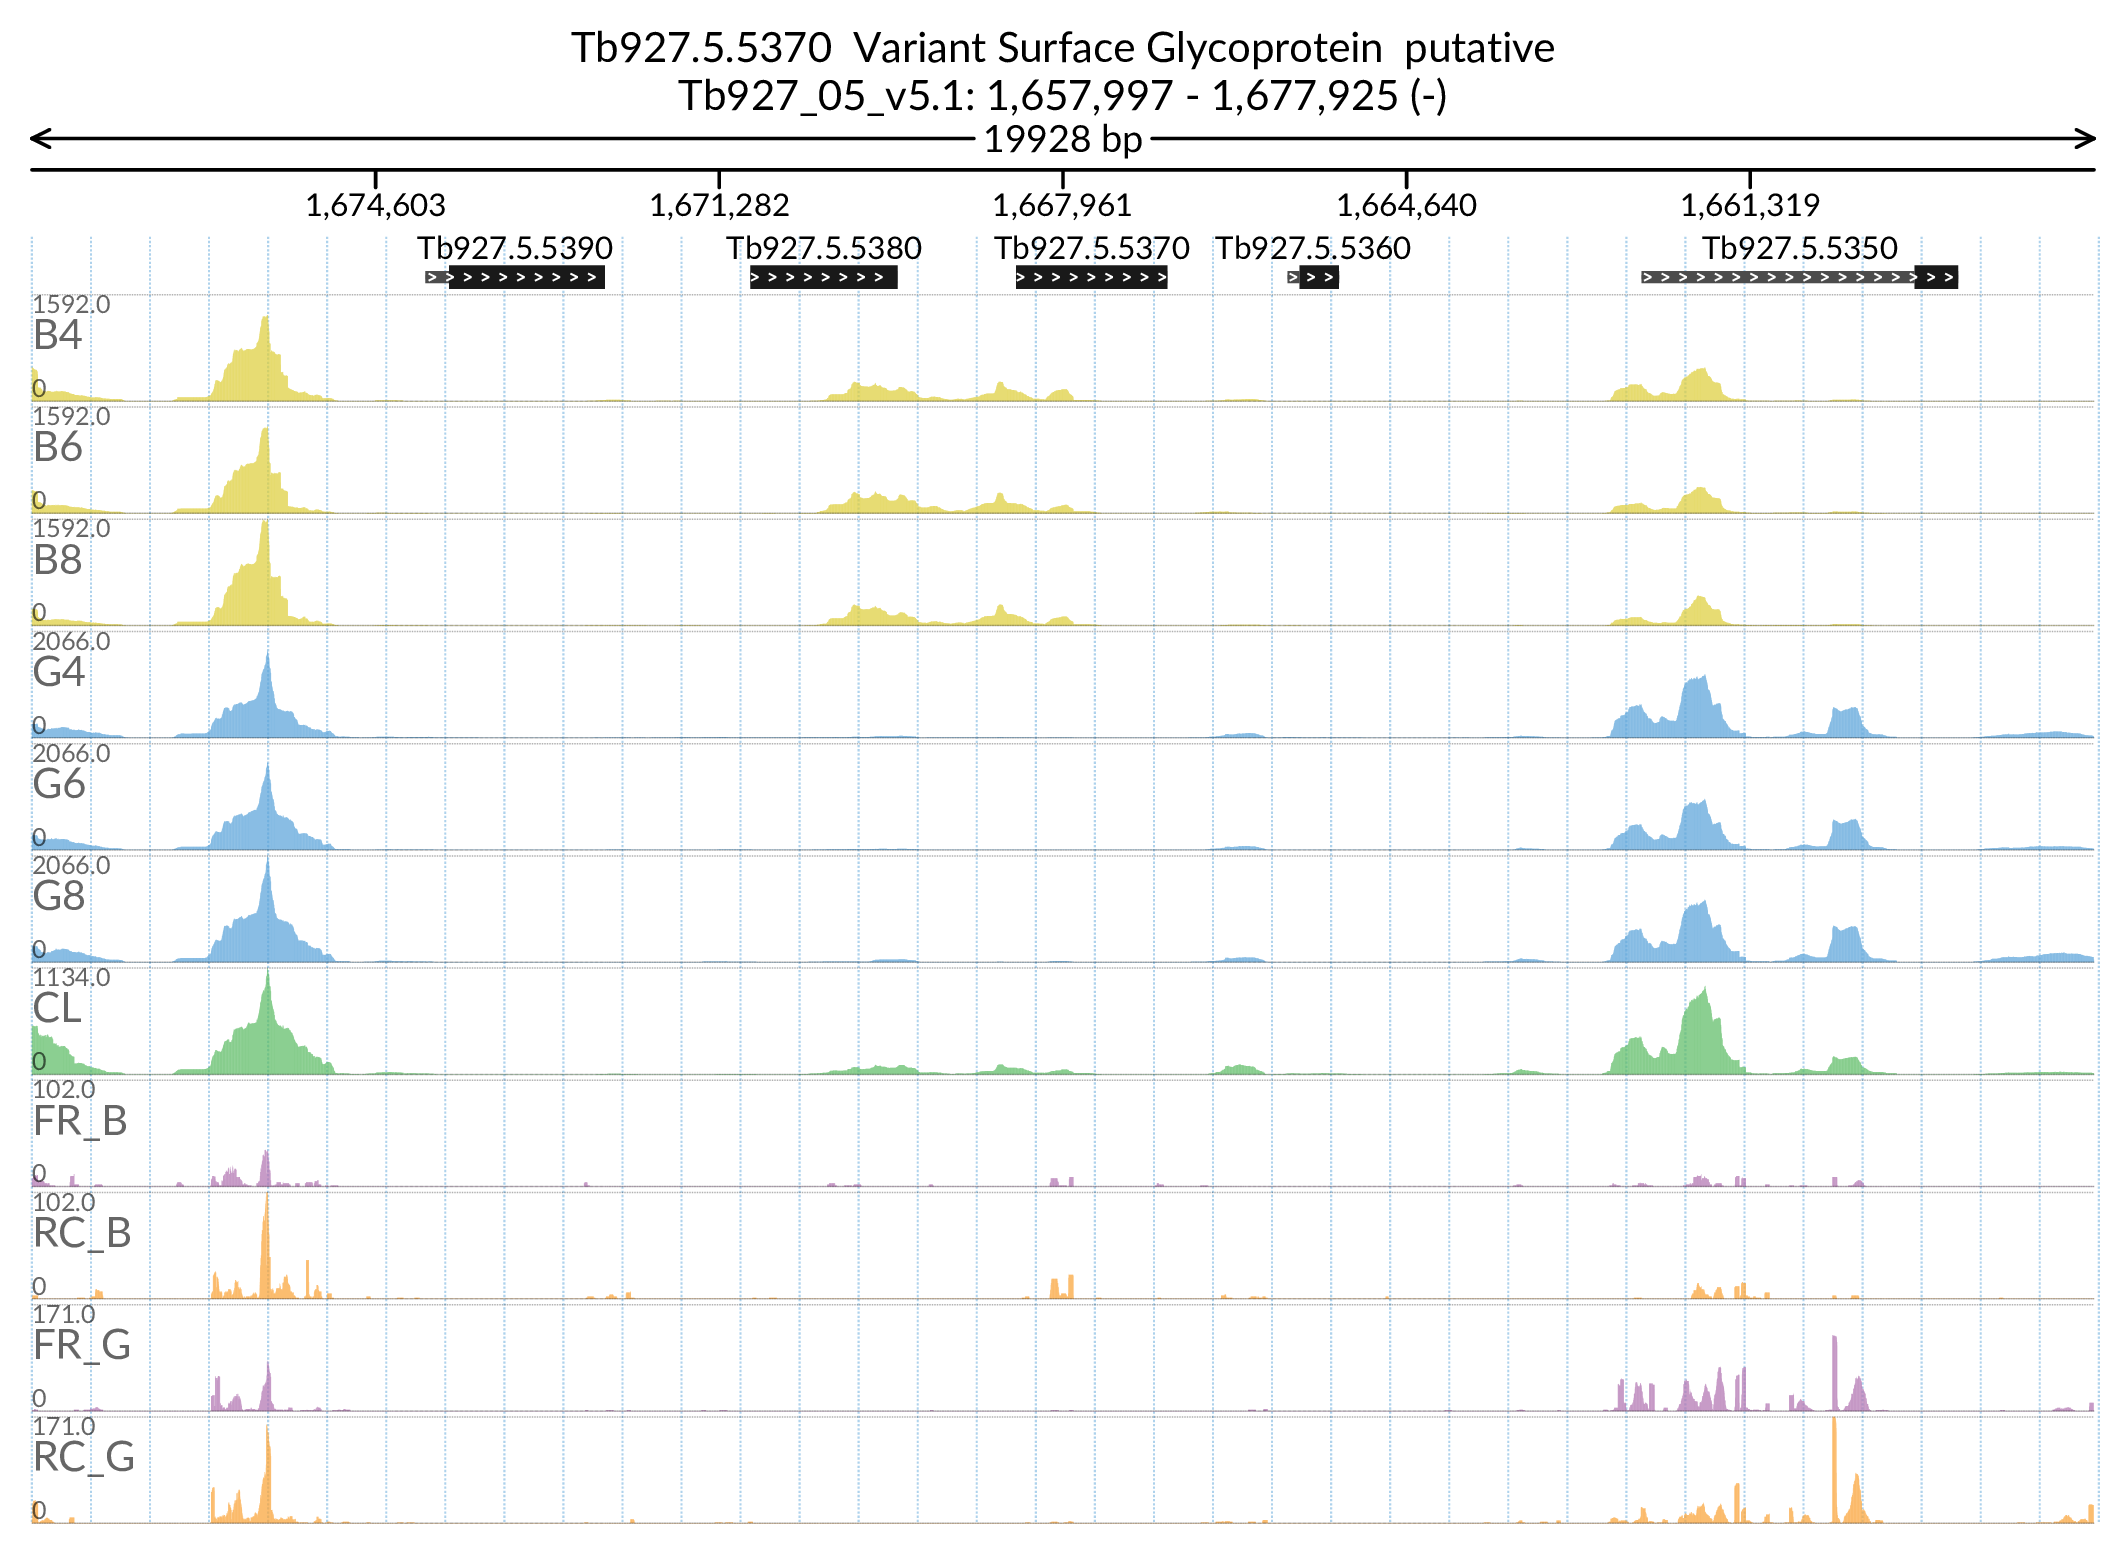 Tb927.5.5370  Variant Surface Glycoprotein  putative
Tb927_05_v5.1: 1,657,997 - 1,677,925 (-)
19928 bp
1,674,603 1,671,282 1,667,961 1,664,640 1,661,319
Tb927.5.5390 Tb927.5.5380 Tb927.5.5370 Tb927.5.5360 Tb927.5.5350
1592.0
B4
0
1592.0
B6
0
1592.0
B8
0
2066.0
G4
0
2066.0
G6
0
2066.0
G8
0
1134.0
CL
0
102.0
FR_B
0
102.0
RC_B
0
171.0
FR_G
0
171.0
RC_G
0